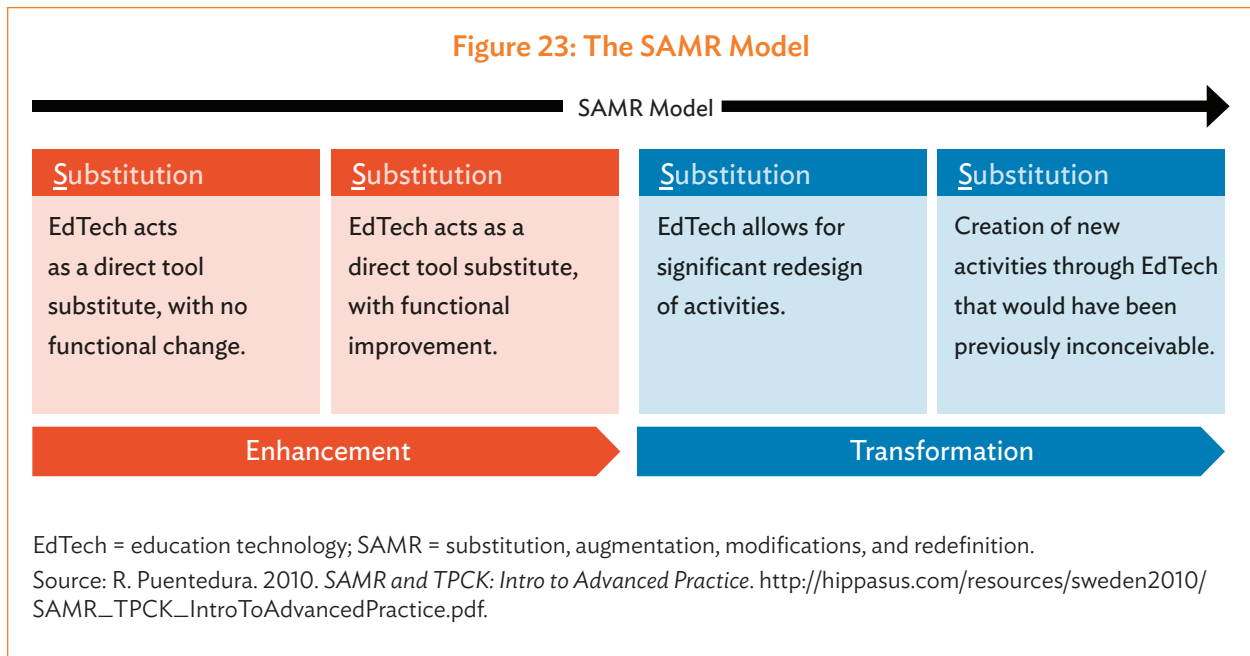 Figure 23: The SAMR Model
SAMR Model
Substitution
EdTech acts
as a direct tool
substitute, with no
functional change.
Substitution
EdTech acts as a
direct tool substitute,
with functional
improvement.
Substitution
EdTech allows for
significant redesign
of activities.
Substitution
Creation of new
activities through EdTech
that would have been
previously inconceivable.
Enhancement
Transformation
EdTech = education technology; SAMR = substitution, augmentation, modifications, and redefinition.
Source: R. Puentedura. 2010. SAMR and TPCK: Intro to Advanced Practice. http://hippasus.com/resources/sweden2010/
SAMR_TPCK_IntroToAdvancedPractice.pdf.